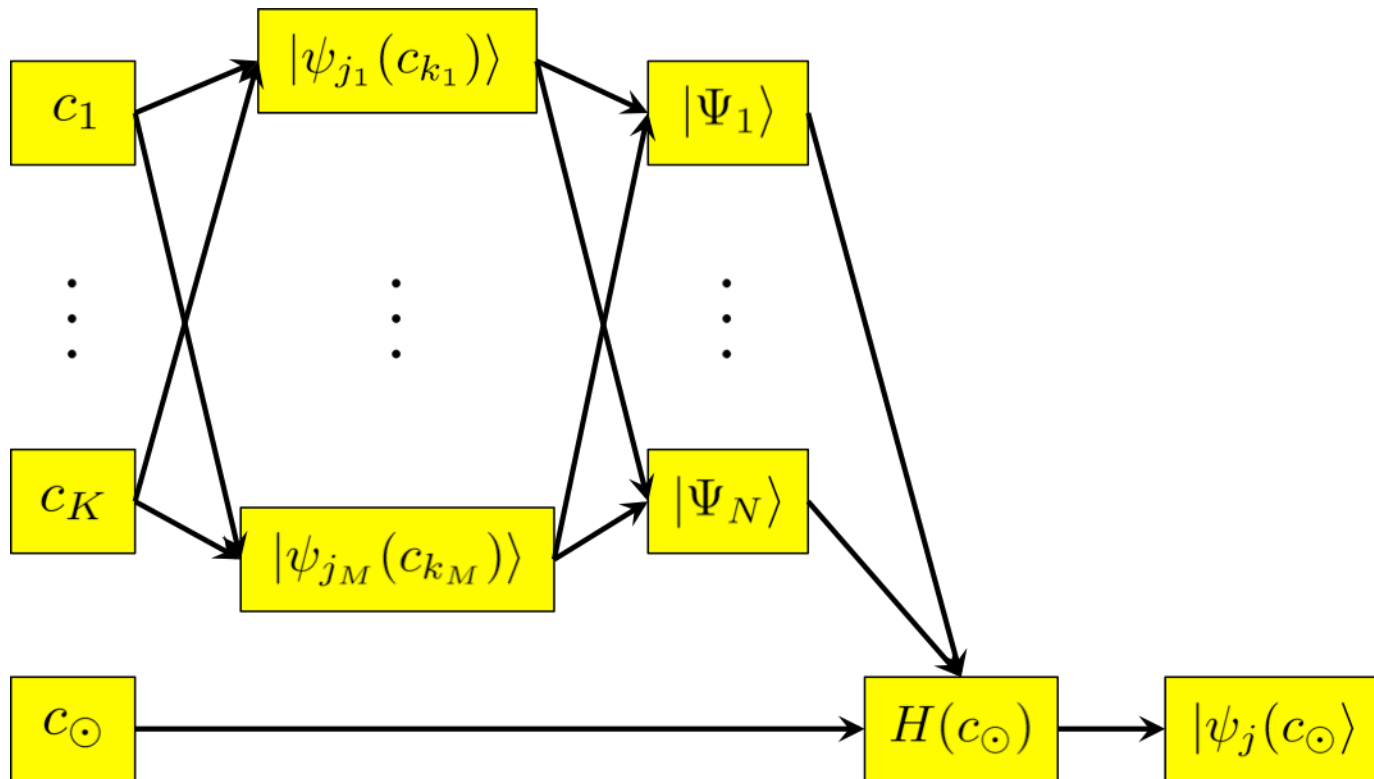 c_1
|ψ_{j_1}(c_{k_1})⟩
|Ψ_1⟩
⋮ ⋮ ⋮
c_K
|ψ_{j_M}(c_{k_M})⟩
|Ψ_N⟩
c_⊙
H(c_⊙)
|ψ_j(c_⊙⟩